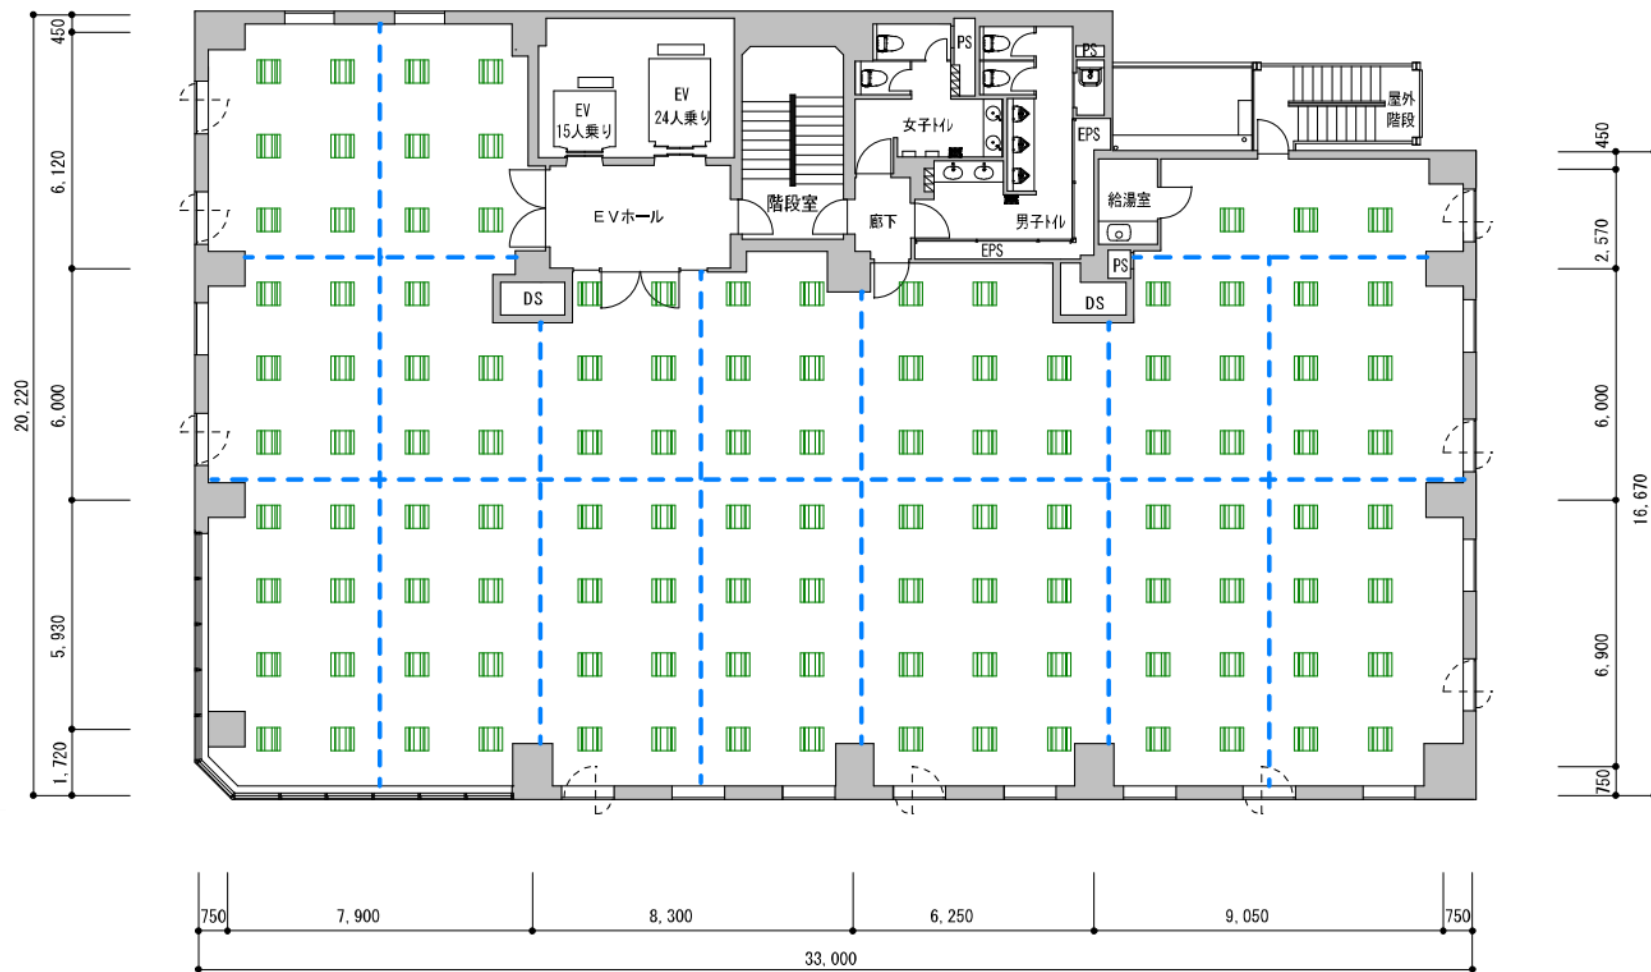 450
6,120
6,000
5,930
1,720
20,220
EV
15人乗り
EV
24人乗り
EVホール
階段室
廊下
女子トイレ
男子トイレ
PS
PS
EPS
EPS
給湯室
PS
DS
DS
屋外
階段
450
2,570
6,000
6,900
750
16,670
750
7,900
8,300
6,250
9,050
750
33,000